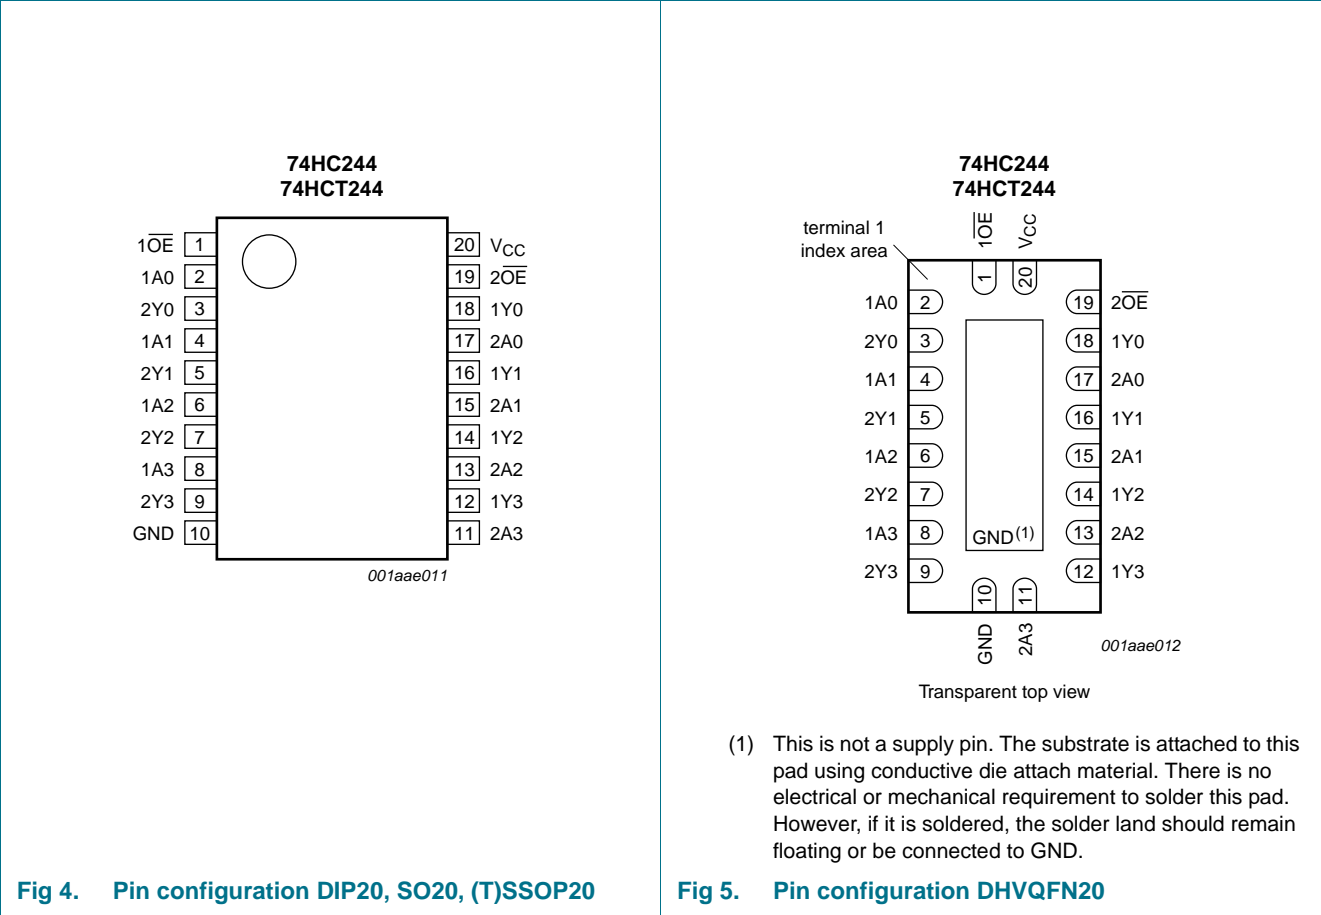 74HC244
74HCT244
1OE 1
1A0 2
2Y0 3
1A1 4
2Y1 5
1A2 6
2Y2 7
1A3 8
2Y3 9
GND 10
20 VCC
19 2OE
18 1Y0
17 2A0
16 1Y1
15 2A1
14 1Y2
13 2A2
12 1Y3
11 2A3
001aae011
Fig 4. Pin configuration DIP20, SO20, (T)SSOP20
74HC244
74HCT244
terminal 1
index area
1OE
VCC
1
20
1A0 2
2Y0 3
1A1 4
2Y1 5
1A2 6
2Y2 7
1A3 8
2Y3 9
19 2OE
18 1Y0
17 2A0
16 1Y1
15 2A1
14 1Y2
13 2A2
12 1Y3
GND(1)
10
11
GND
2A3
001aae012
Transparent top view
(1) This is not a supply pin. The substrate is attached to this
pad using conductive die attach material. There is no
electrical or mechanical requirement to solder this pad.
However, if it is soldered, the solder land should remain
floating or be connected to GND.
Fig 5. Pin configuration DHVQFN20